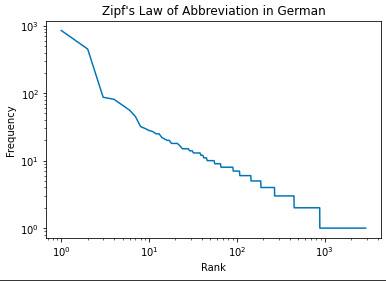 Zipf's Law of Abbreviation in German
Frequency
10³
10²
10¹
10⁰
10⁰ 10¹ 10² 10³
Rank